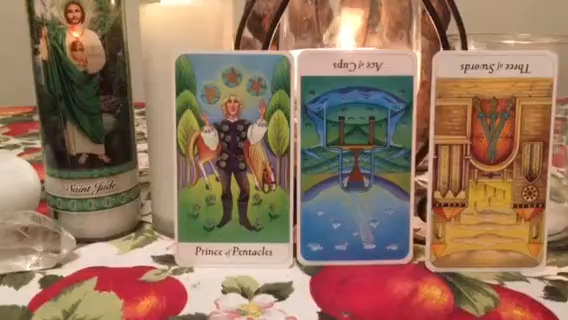 Saint Jude
Prince of Pentacles
Ace of Cups
Three of Swords